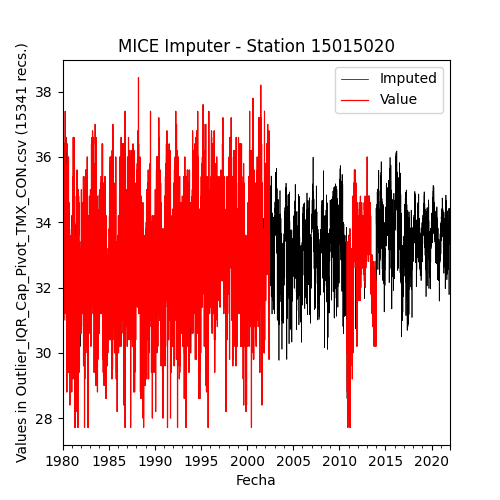 MICE Imputer - Station 15015020
Imputed
Value
Values in Outlier_IQR_Cap_Pivot_TMX_CON.csv (15341 recs.)
38
36
34
32
30
28
1980 1985 1990 1995 2000 2005 2010 2015 2020
Fecha